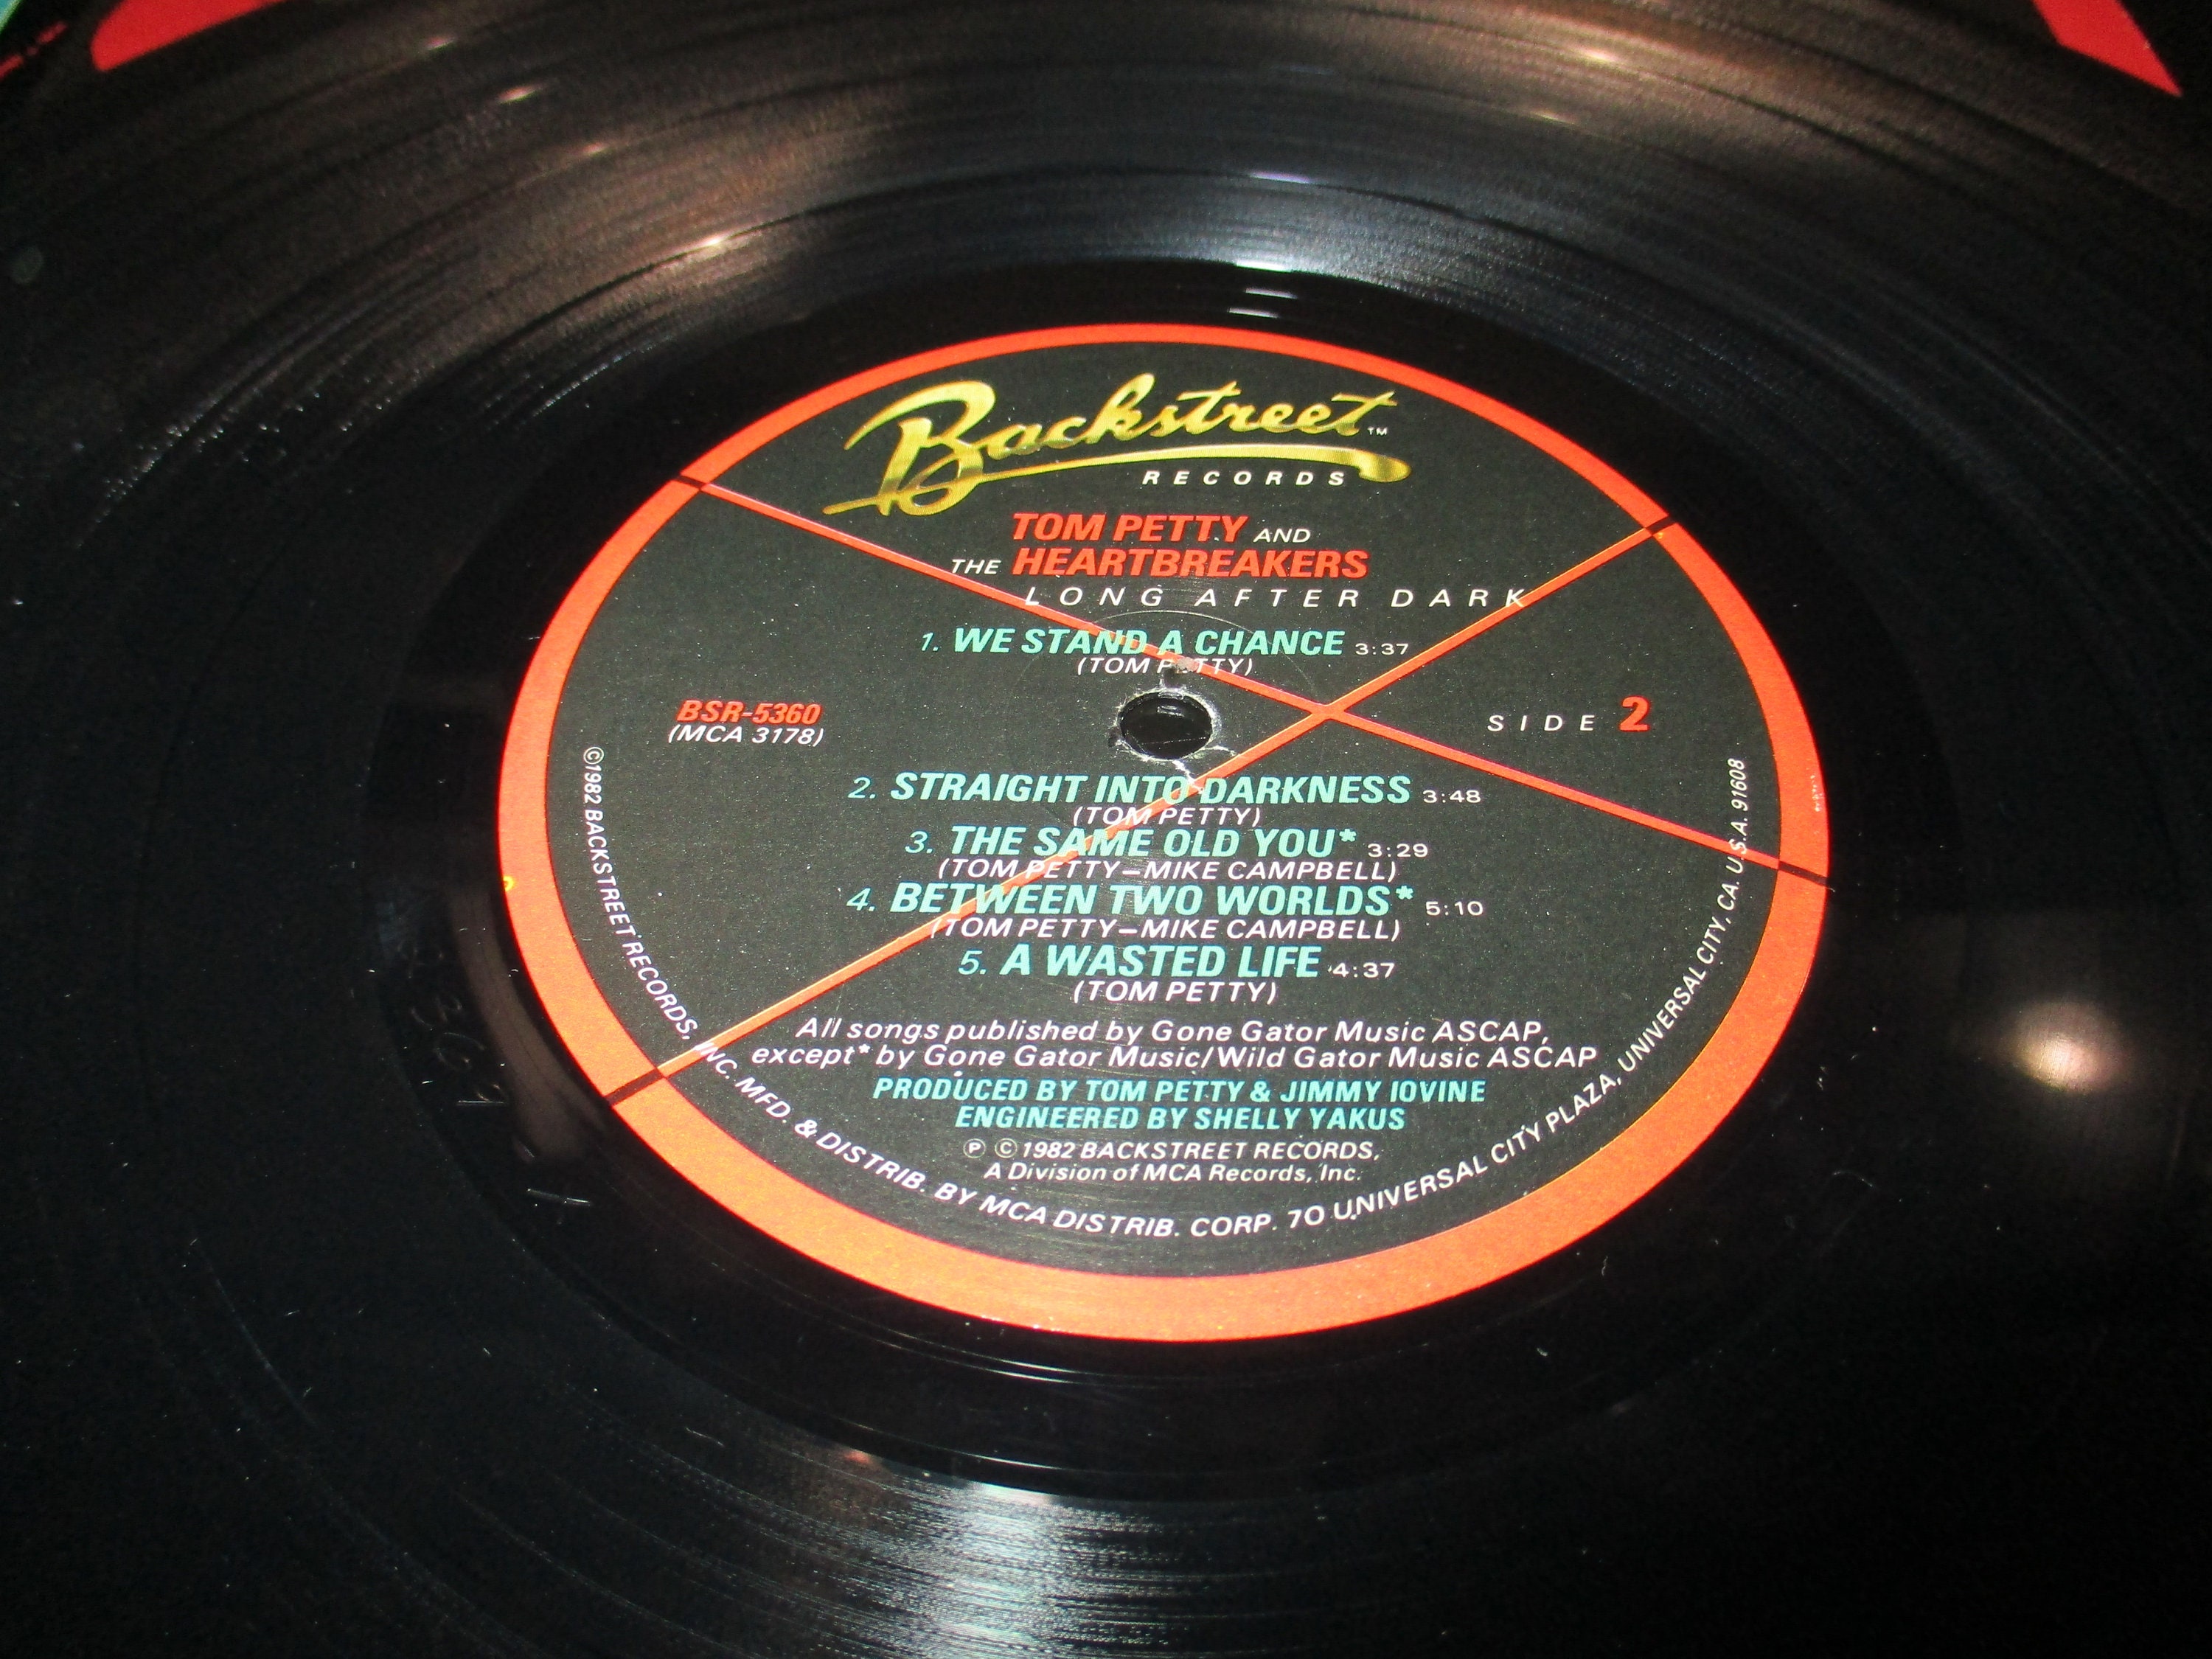 Backstreet™
RECORDS
TOM PETTY AND
THE HEARTBREAKERS
LONG AFTER DARK
1. WE STAND A CHANCE 3:37
(TOM PETTY)
BSR-5360
(MCA 3178)
SIDE 2
2. STRAIGHT INTO DARKNESS 3:48
(TOM PETTY)
3. THE SAME OLD YOU* 3:29
(TOM PETTY–MIKE CAMPBELL)
4. BETWEEN TWO WORLDS* 5:10
(TOM PETTY–MIKE CAMPBELL)
5. A WASTED LIFE 4:37
(TOM PETTY)
All songs published by Gone Gator Music ASCAP,
except* by Gone Gator Music/Wild Gator Music ASCAP
PRODUCED BY TOM PETTY & JIMMY IOVINE
ENGINEERED BY SHELLY YAKUS
℗ ©1982 BACKSTREET RECORDS,
A Division of MCA Records, Inc.
©1982 BACKSTREET RECORDS, INC. MFD. & DISTRIB. BY MCA DISTRIB. CORP. 70 UNIVERSAL CITY PLAZA, UNIVERSAL CITY, CA. U.S.A. 91608